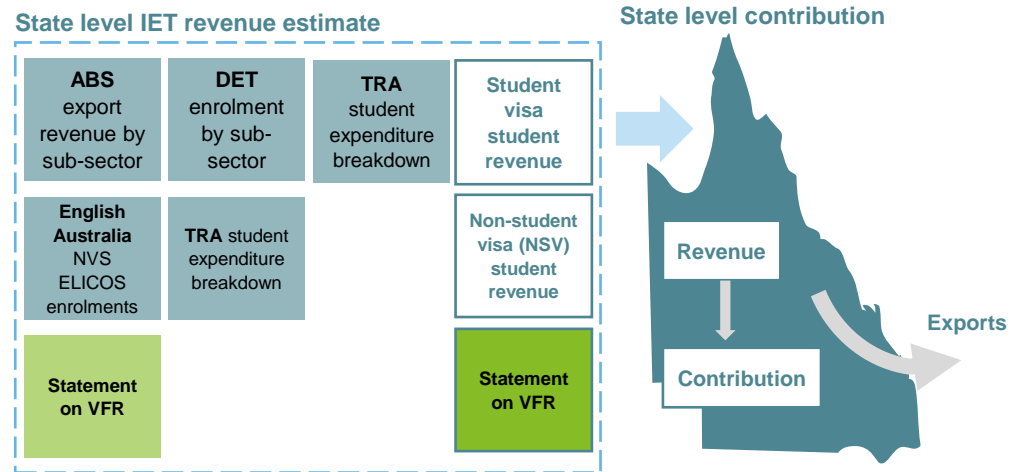 State level IET revenue estimate
State level contribution
ABS
export
revenue by
sub-sector
DET
enrolment
by sub-
sector
TRA
student
expenditure
breakdown
Student
visa
student
revenue
English
Australia
NVS
ELICOS
enrolments
TRA student
expenditure
breakdown
Non-student
visa (NSV)
student
revenue
Statement
on VFR
Statement
on VFR
Revenue
Contribution
Exports